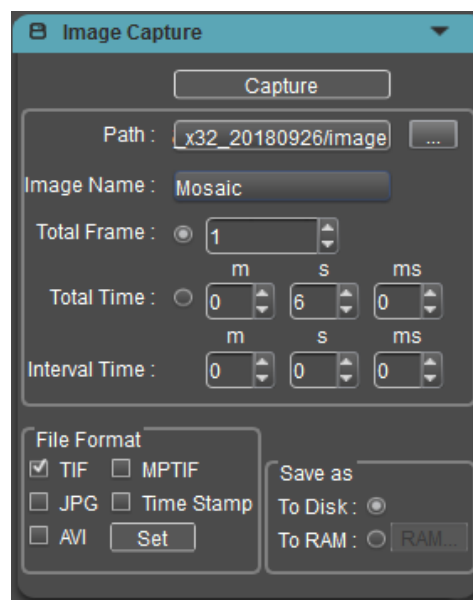 Image Capture
Capture
Path : _x32_20180926/image ...
Image Name : Mosaic
Total Frame : 1
m s ms
Total Time : 0 6 0
m s ms
Interval Time : 0 0 0
File Format
TIF MPTIF
JPG Time Stamp
AVI Set
Save as
To Disk :
To RAM : RAM...